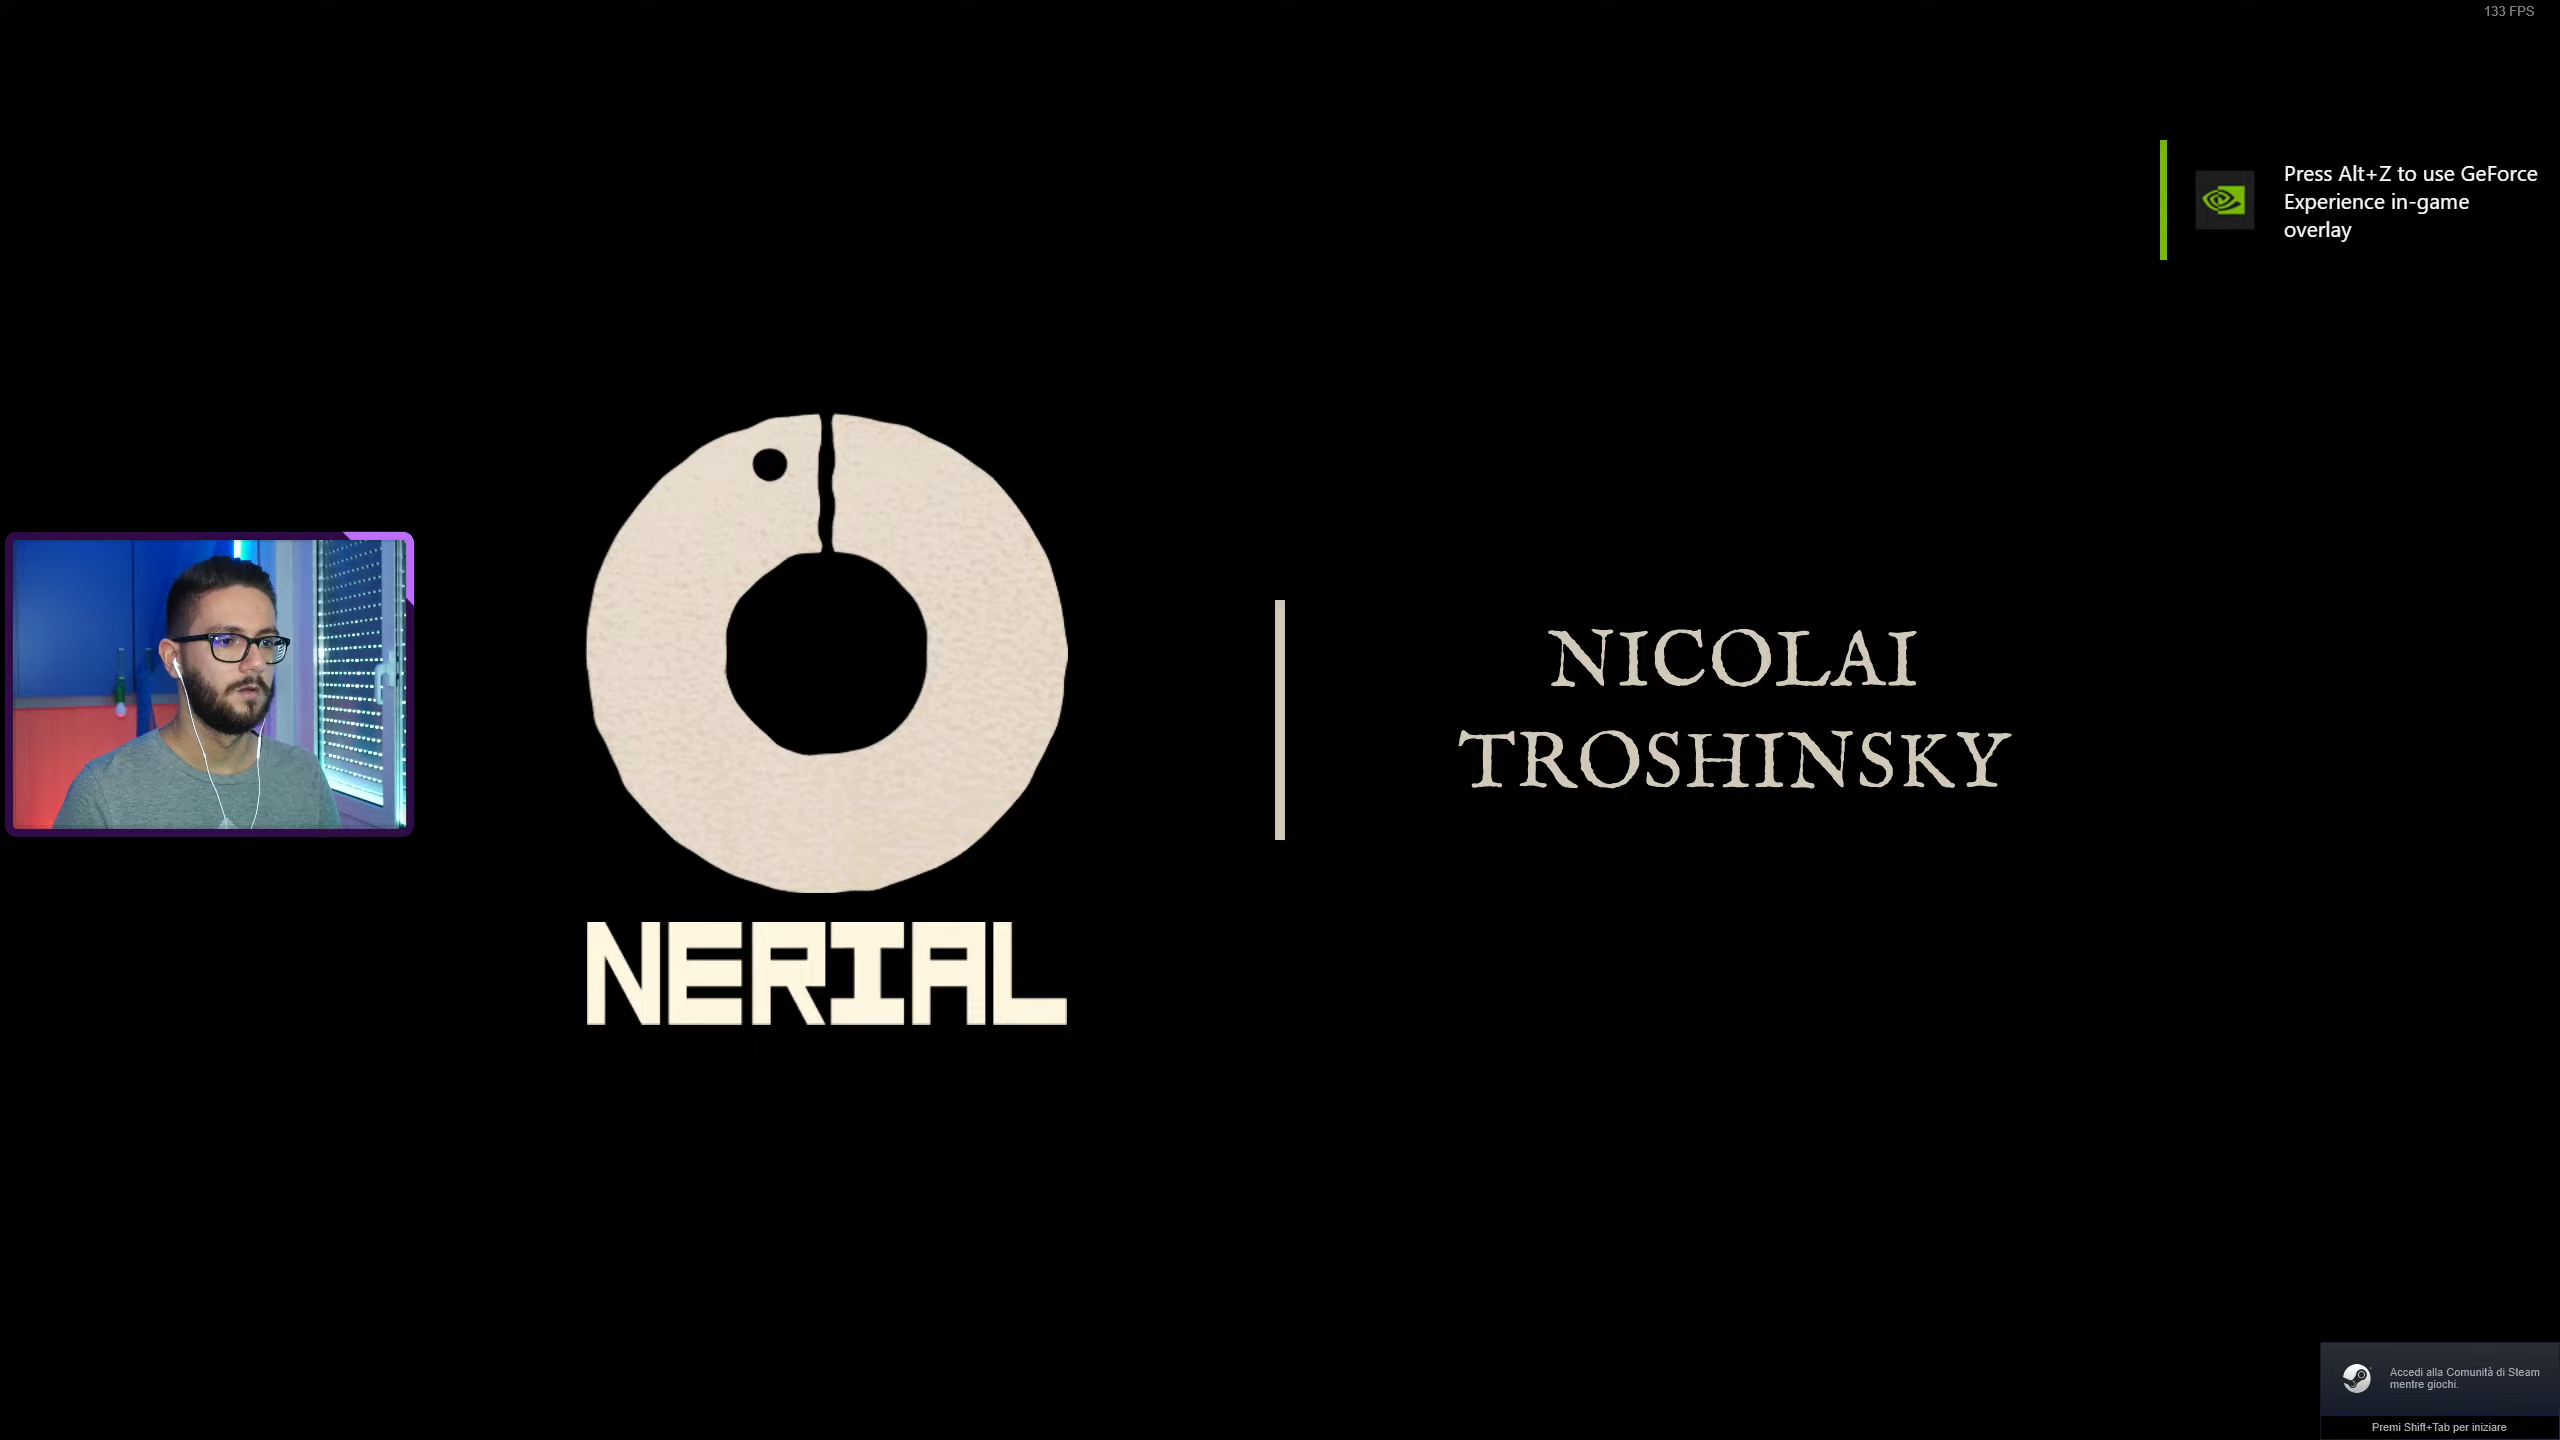 133 FPS
Press Alt+Z to use GeForce
Experience in-game
overlay
NICOLAI
TROSHINSKY
NERIAL
Accedi alla Comunità di Steam
mentre giochi.
Premi Shift+Tab per iniziare